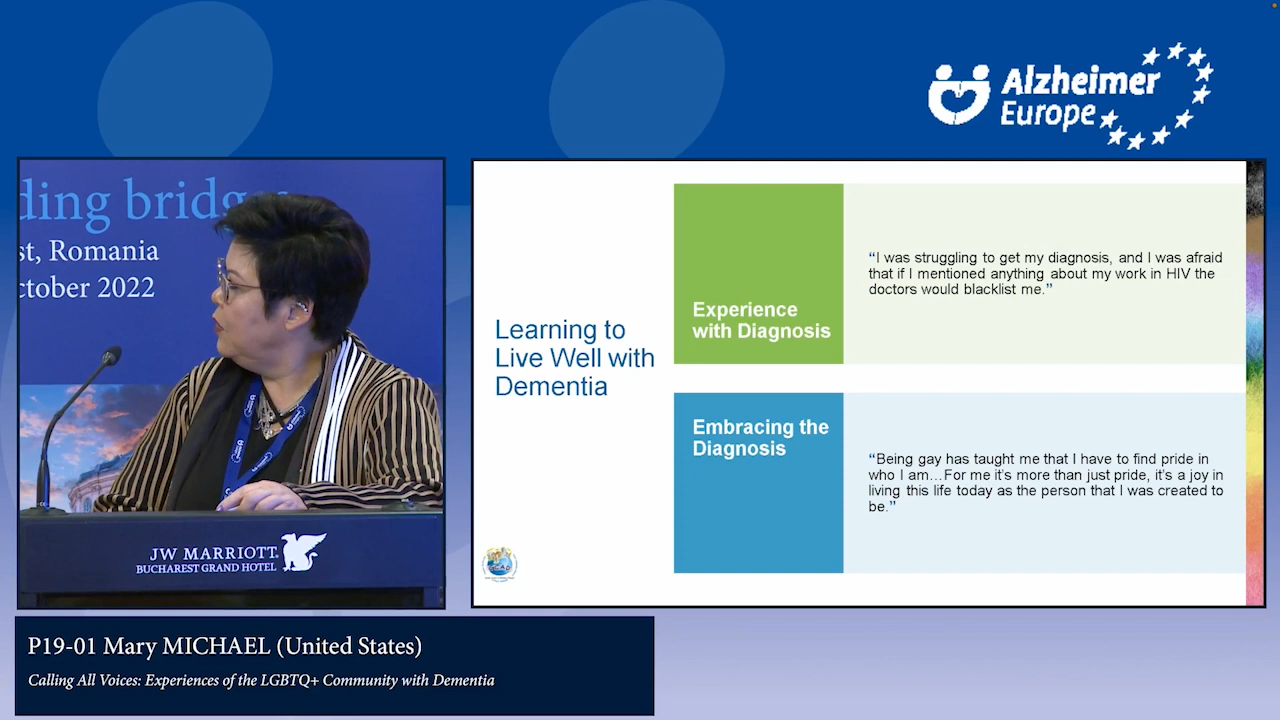 Alzheimer
Europe
ding bridg
st, Romania
ctober 2022
JW MARRIOTT.
BUCHAREST GRAND HOTEL
Learning to
Live Well with
Dementia
Experience
with Diagnosis
“I was struggling to get my diagnosis, and I was afraid
that if I mentioned anything about my work in HIV the
doctors would blacklist me.”
Embracing the
Diagnosis
“Being gay has taught me that I have to find pride in
who I am…For me it’s more than just pride, it’s a joy in
living this life today as the person that I was created to
be.”
P19-01 Mary MICHAEL (United States)
Calling All Voices: Experiences of the LGBTQ+ Community with Dementia